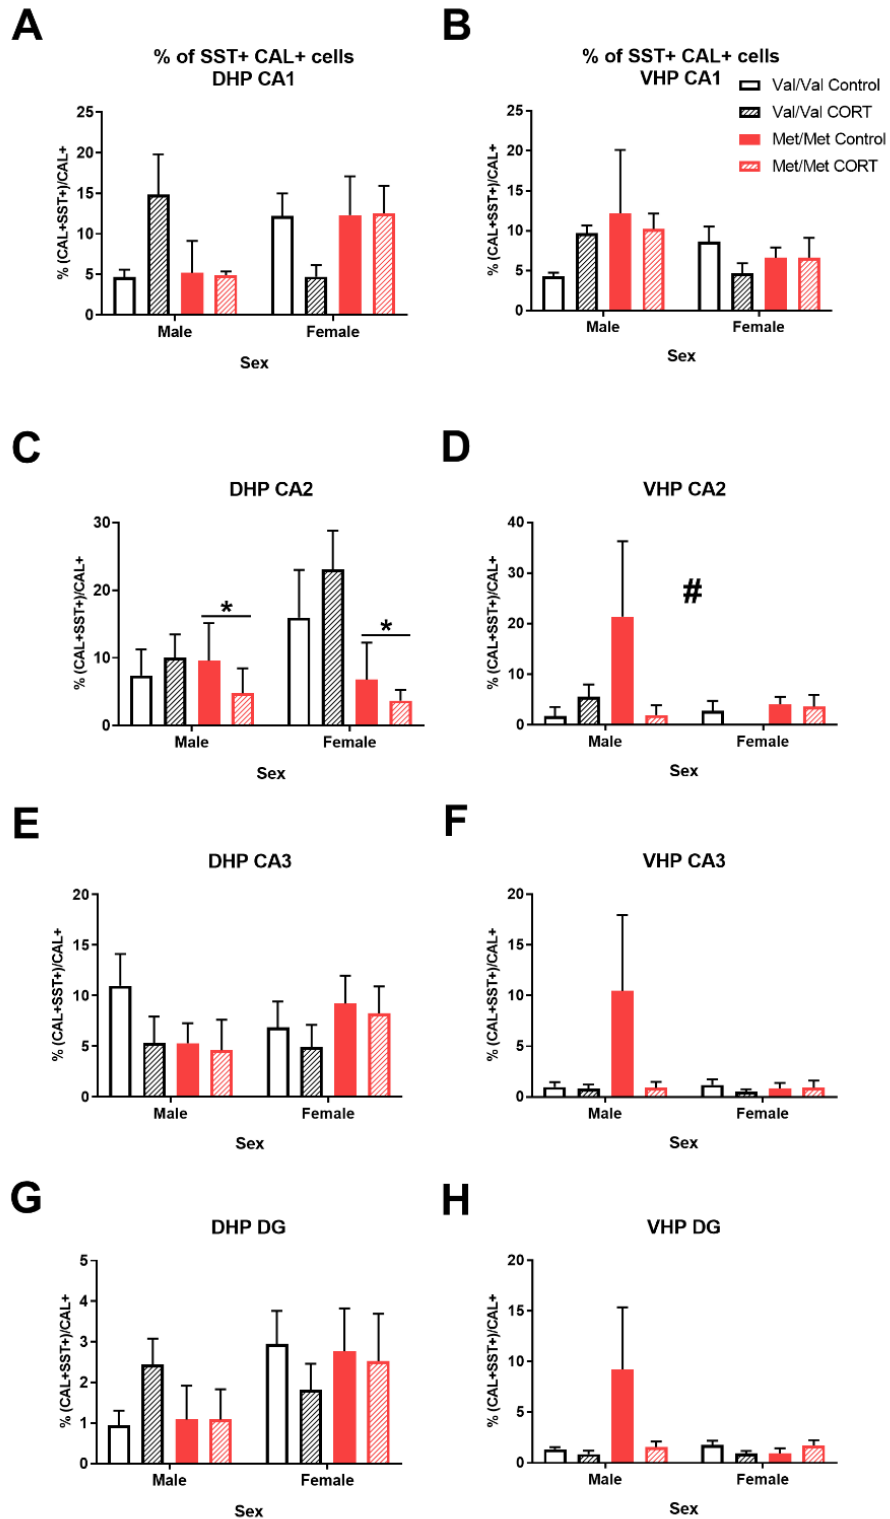 A
% of SST+ CAL+ cells
DHP CA1
% (CAL+SST+)/CAL+
25
20
15
10
5
0
Male
Female
Sex
B
% of SST+ CAL+ cells
VHP CA1
Val/Val Control
Val/Val CORT
Met/Met Control
Met/Met CORT
% (CAL+SST+)/CAL+
25
20
15
10
5
0
Male
Female
Sex
C
DHP CA2
% (CAL+SST+)/CAL+
30
20
10
0
*
*
Male
Female
Sex
D
VHP CA2
% (CAL+SST+)/CAL+
40
30
20
10
0
#
Male
Female
Sex
E
DHP CA3
% (CAL+SST+)/CAL+
20
15
10
5
0
Male
Female
Sex
F
VHP CA3
% (CAL+SST+)/CAL+
20
15
10
5
0
Male
Female
Sex
G
DHP DG
% (CAL+SST+)/CAL+
5
4
3
2
1
0
Male
Female
Sex
H
VHP DG
% (CAL+SST+)/CAL+
20
15
10
5
0
Male
Female
Sex